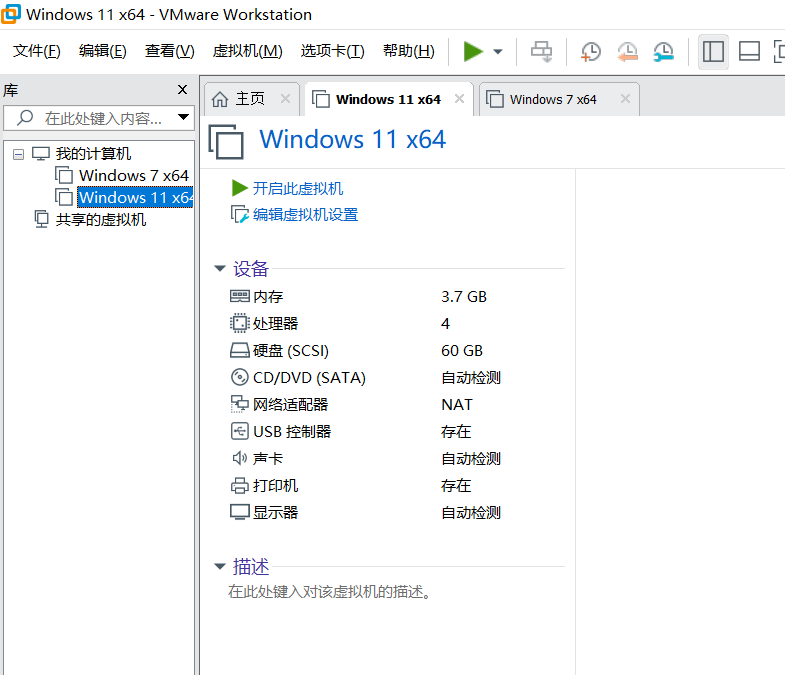 Windows 11 x64 - VMware Workstation
文件(F) 编辑(E) 查看(V) 虚拟机(M) 选项卡(T) 帮助(H)
库
在此处键入内容...
我的计算机
Windows 7 x64
Windows 11 x64
共享的虚拟机
主页 Windows 11 x64 Windows 7 x64
Windows 11 x64
开启此虚拟机
编辑虚拟机设置
设备
内存 3.7 GB
处理器 4
硬盘 (SCSI) 60 GB
CD/DVD (SATA) 自动检测
网络适配器 NAT
USB 控制器 存在
声卡 自动检测
打印机 存在
显示器 自动检测
描述
在此处键入对该虚拟机的描述。